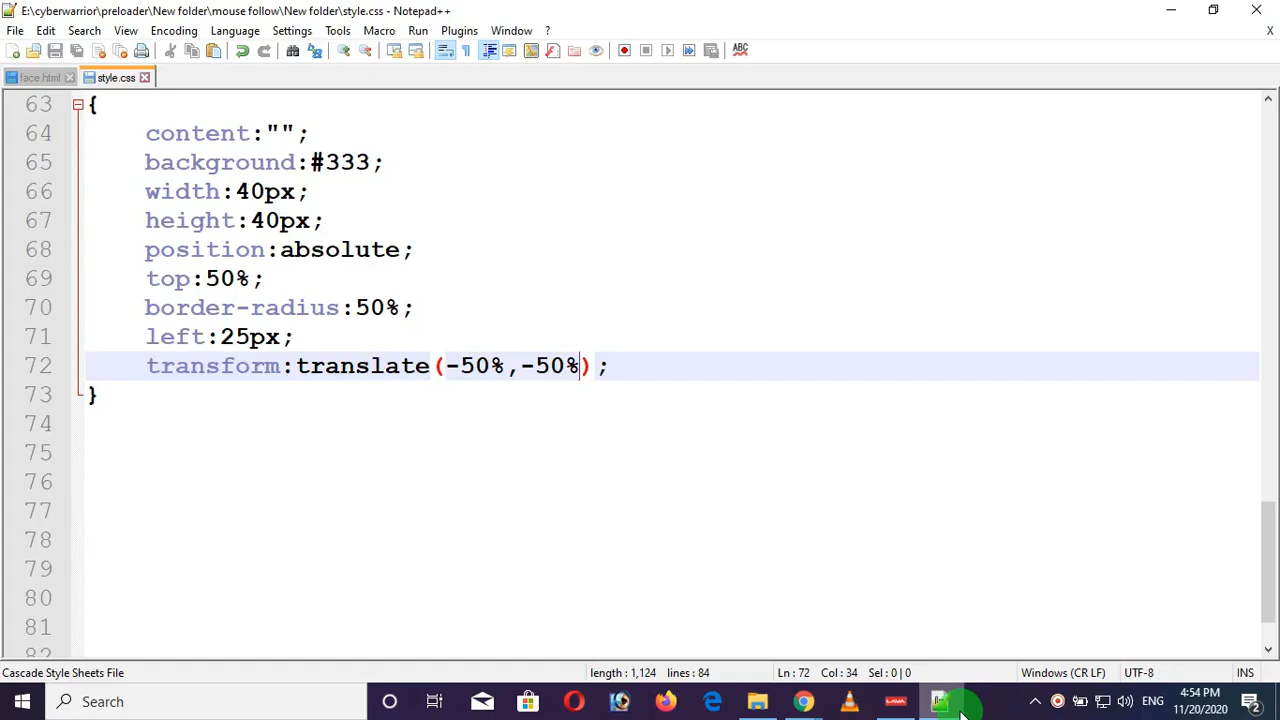 E:\cyberwarrior\preloader\New folder\mouse follow\New folder\style.css - Notepad++
File Edit Search View Encoding Language Settings Tools Macro Run Plugins Window ?
X
face.html style.css
63 {
64 content:"";
65 background:#333;
66 width:40px;
67 height:40px;
68 position:absolute;
69 top:50%;
70 border-radius:50%;
71 left:25px;
72 transform:translate(-50%,-50%);
73 }
74
75
76
77
78
79
80
81
82
Cascade Style Sheets File length : 1,124 lines : 84 Ln : 72 Col : 34 Sel : 0 | 0 Windows (CR LF) UTF-8 INS
Search
LAVA
ENG
4:54 PM
11/20/2020
2
ABC